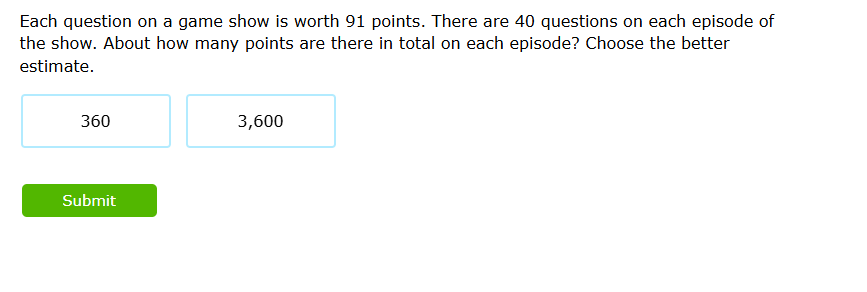 Each question on a game show is worth 91 points. There are 40 questions on each episode of
the show. About how many points are there in total on each episode? Choose the better
estimate.
360
3,600
Submit